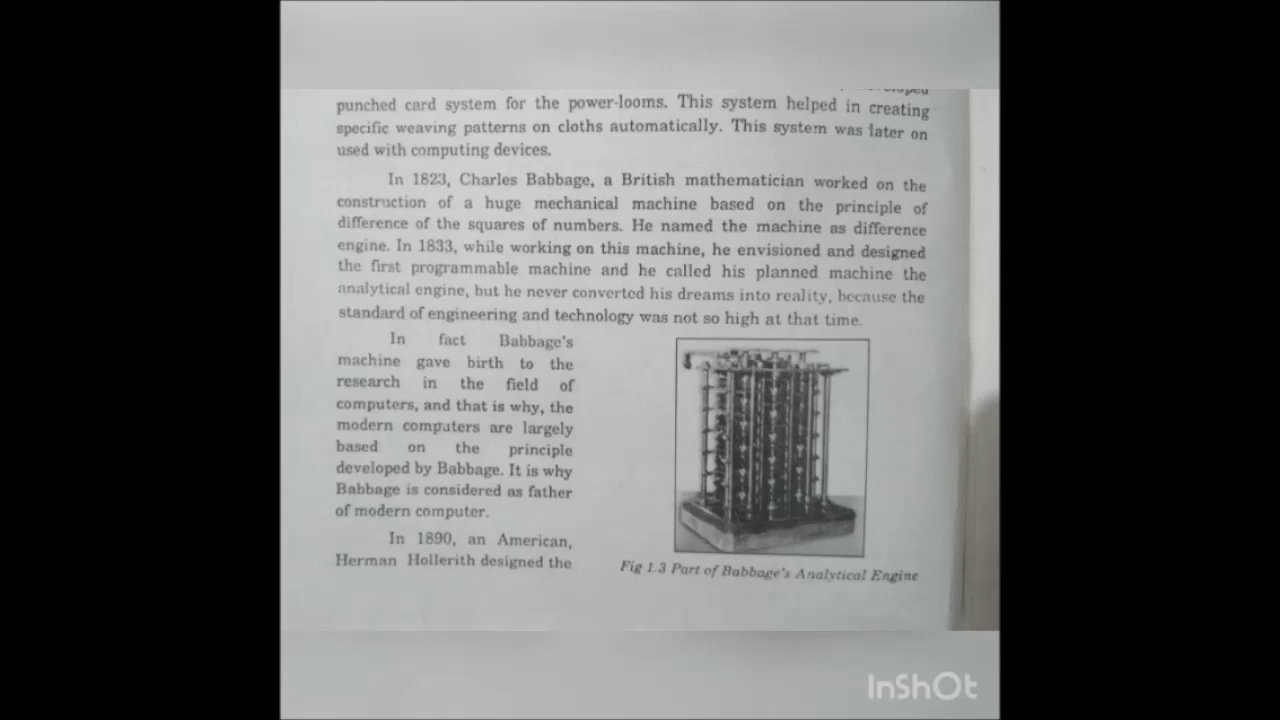 punched card system for the power-looms. This system helped in creating
specific weaving patterns on cloths automatically. This system was later on
used with computing devices.
In 1823, Charles Babbage, a British mathematician worked on the
construction of a huge mechanical machine based on the principle of
difference of the squares of numbers. He named the machine as difference
engine. In 1833, while working on this machine, he envisioned and designed
the first programmable machine and he called his planned machine the
analytical engine, but he never converted his dreams into reality, because the
standard of engineering and technology was not so high at that time.
In fact Babbage's
machine gave birth to the
research in the field of
computers, and that is why, the
modern computers are largely
based on the principle
developed by Babbage. It is why
Babbage is considered as father
of modern computer.
In 1890, an American,
Herman Hollerith designed the
Fig 1.3 Part of Babbage's Analytical Engine
InShOt